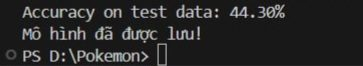 Accuracy on test data: 44.30%
Mô hình đã được lưu!
PS D:\Pokemon>